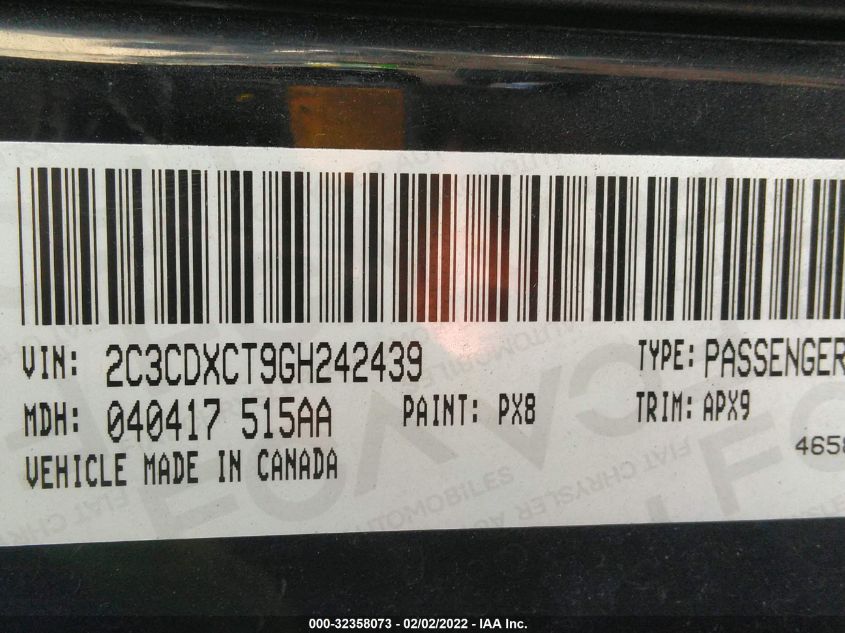 VIN: 2C3CDXCT9GH242439 TYPE: PASSENGER
MDH: 040417 515AA PAINT: PX8 TRIM: APX9
VEHICLE MADE IN CANADA 4658
000-32358073 - 02/02/2022 - IAA Inc.